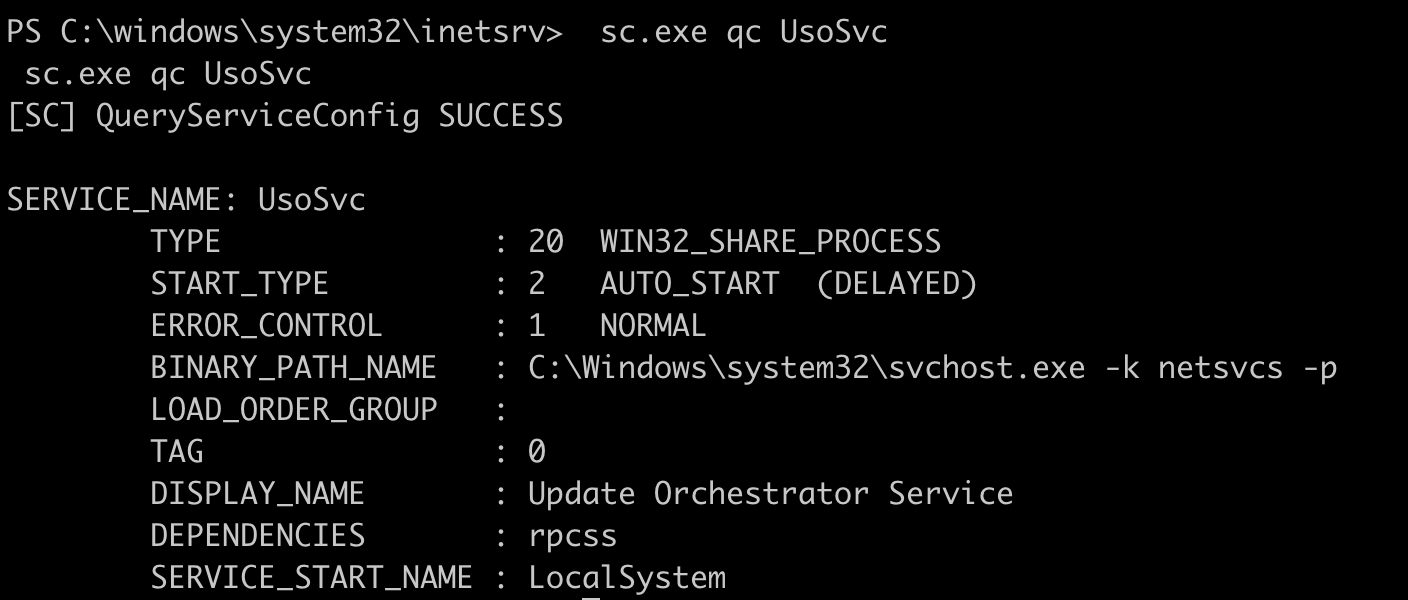 PS C:\windows\system32\inetsrv>  sc.exe qc UsoSvc
 sc.exe qc UsoSvc
[SC] QueryServiceConfig SUCCESS

SERVICE_NAME: UsoSvc
        TYPE               : 20  WIN32_SHARE_PROCESS
        START_TYPE         : 2   AUTO_START  (DELAYED)
        ERROR_CONTROL      : 1   NORMAL
        BINARY_PATH_NAME   : C:\Windows\system32\svchost.exe -k netsvcs -p
        LOAD_ORDER_GROUP   :
        TAG                : 0
        DISPLAY_NAME       : Update Orchestrator Service
        DEPENDENCIES       : rpcss
        SERVICE_START_NAME : LocalSystem